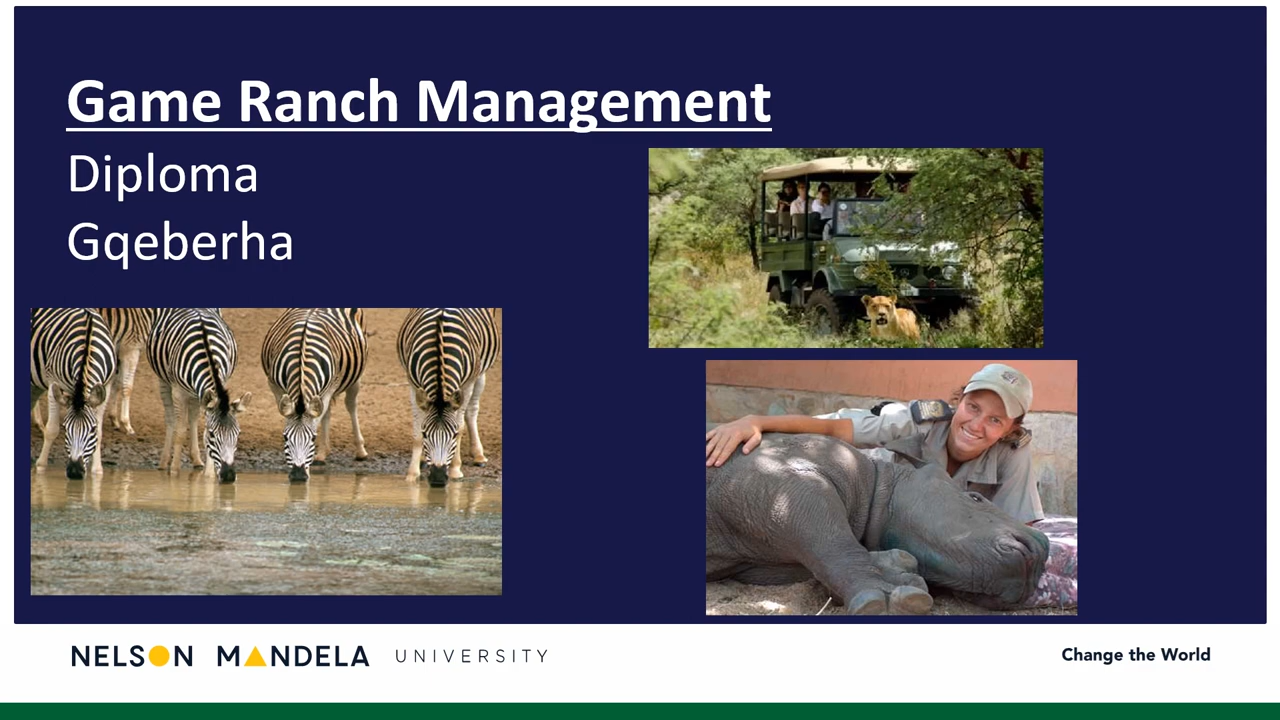 Game Ranch Management
Diploma
Gqeberha
NELSON MANDELA UNIVERSITY
Change the World